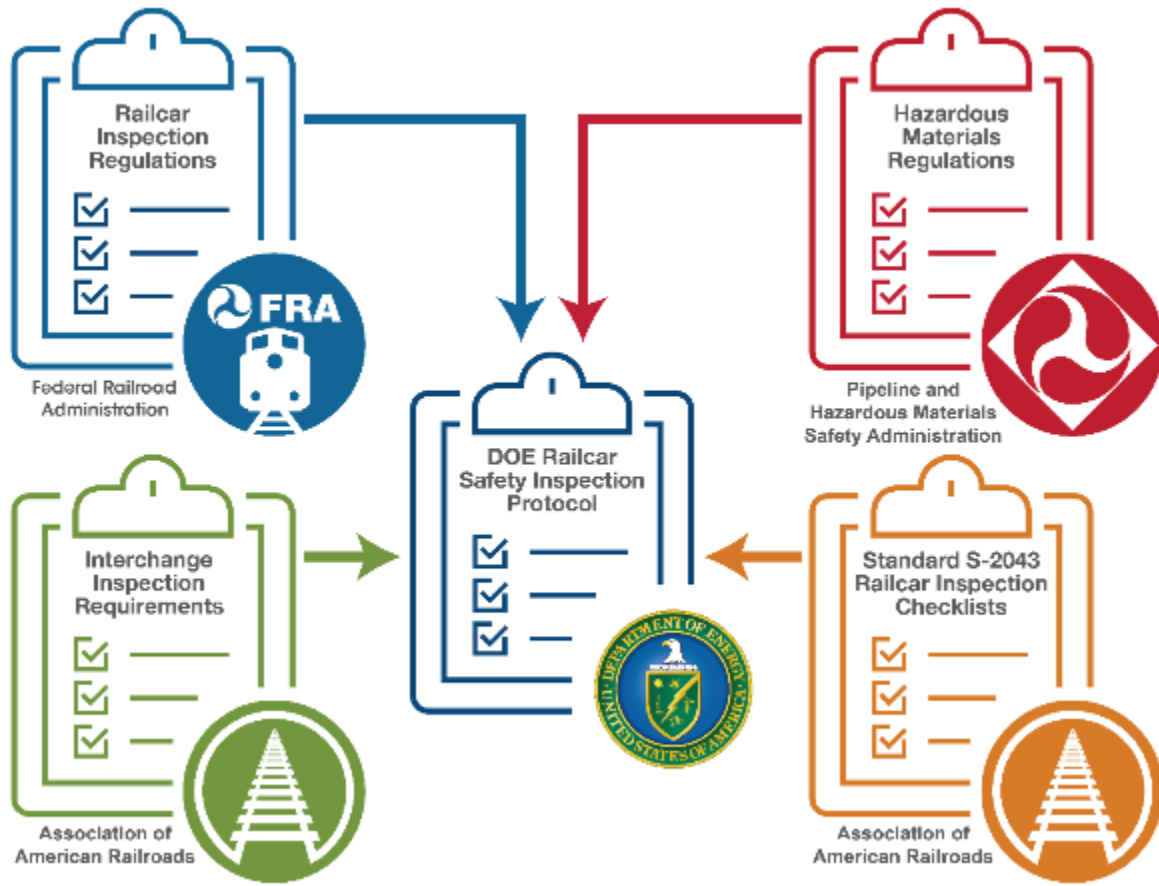 Railcar
Inspection
Regulations
FRA
Federal Railroad
Administration
Hazardous
Materials
Regulations
Pipeline and
Hazardous Materials
Safety Administration
DOE Railcar
Safety Inspection
Protocol
DEPARTMENT OF ENERGY
UNITED STATES OF AMERICA
Interchange
Inspection
Requirements
Association of
American Railroads
Standard S-2043
Railcar Inspection
Checklists
Association of
American Railroads